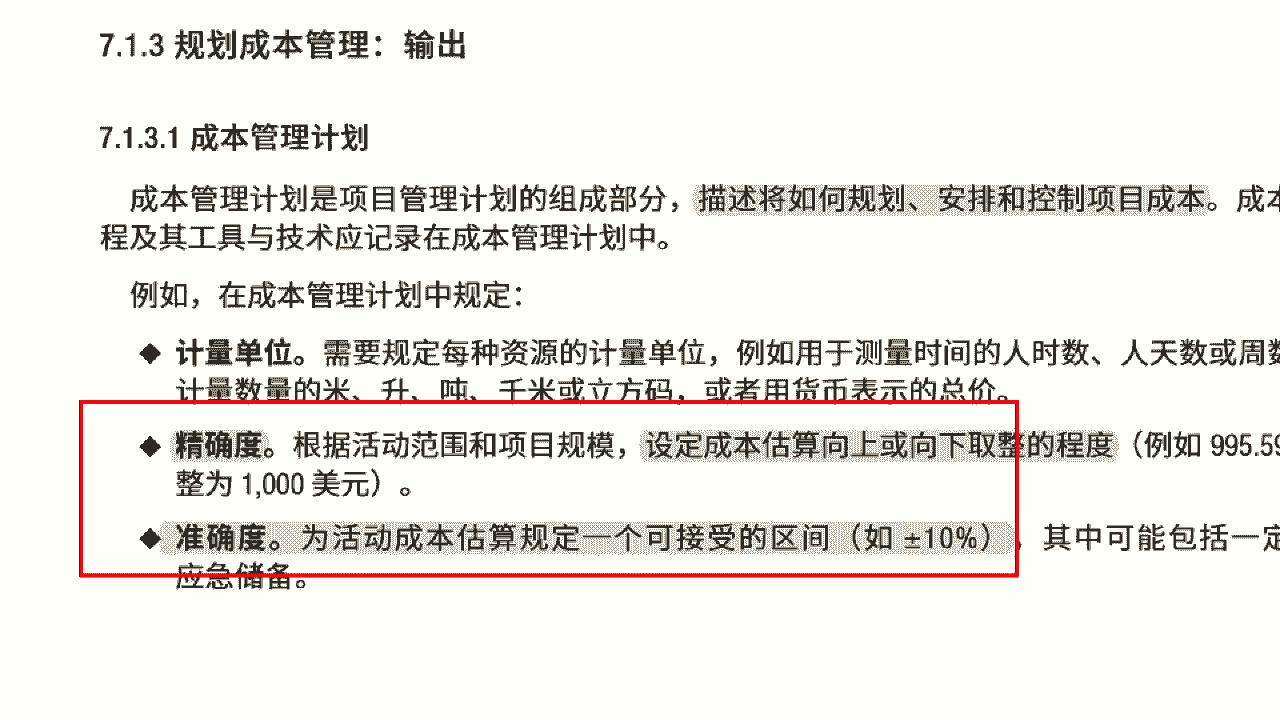 7.1.3 规划成本管理：输出
7.1.3.1 成本管理计划
成本管理计划是项目管理计划的组成部分，描述将如何规划、安排和控制项目成本。成本
程及其工具与技术应记录在成本管理计划中。
例如，在成本管理计划中规定：
◆ 计量单位。需要规定每种资源的计量单位，例如用于测量时间的人时数、人天数或周数
计量数量的米、升、吨、千米或立方码，或者用货币表示的总价。
◆ 精确度。根据活动范围和项目规模，设定成本估算向上或向下取整的程度（例如 995.59
整为 1,000 美元）。
◆ 准确度。为活动成本估算规定一个可接受的区间（如 ±10%），其中可能包括一定
应急储备。